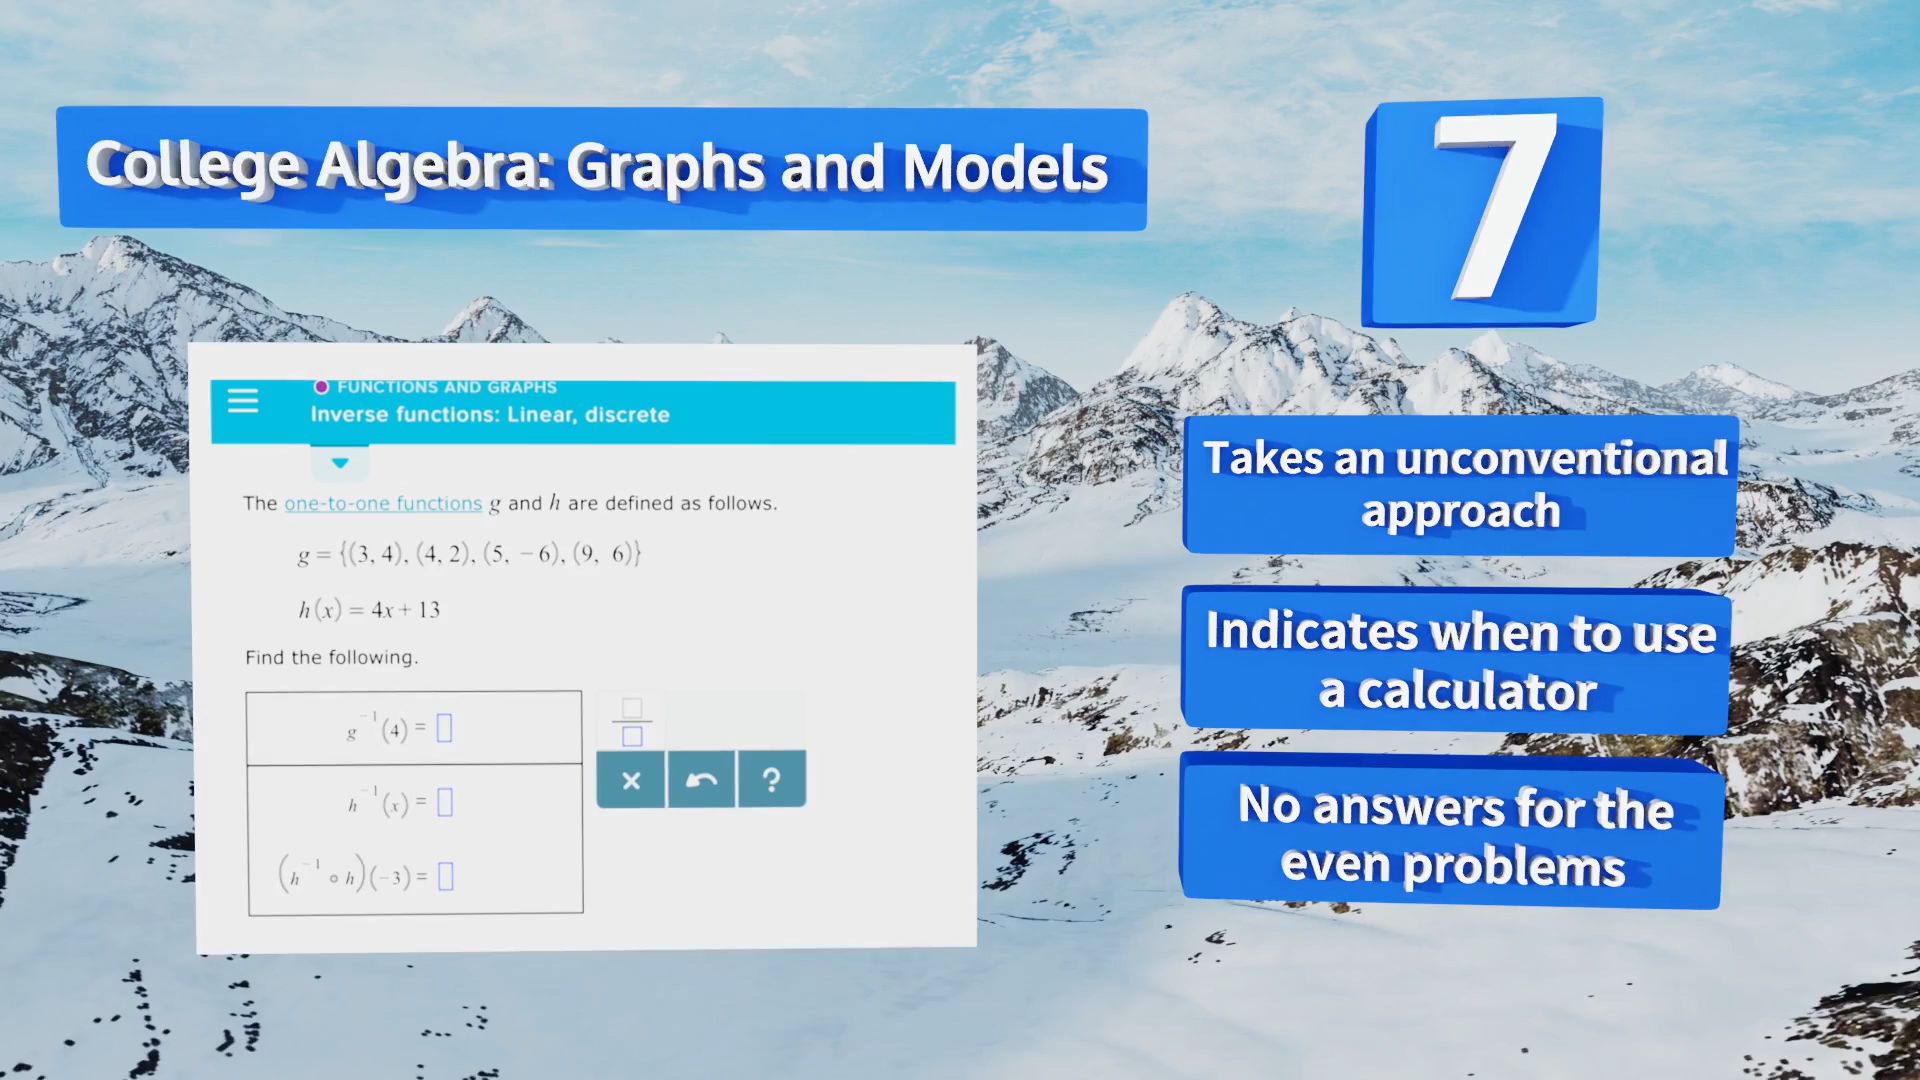 College Algebra: Graphs and Models
7
FUNCTIONS AND GRAPHS
Inverse functions: Linear, discrete
The one-to-one functions g and h are defined as follows.
g = {(3, 4), (4, 2), (5, −6), (9, 6)}
h(x) = 4x + 13
Find the following.
g⁻¹(4) =
h⁻¹(x) =
(h⁻¹ ∘ h)(−3) =
?
Takes an unconventional
approach
Indicates when to use
a calculator
No answers for the
even problems